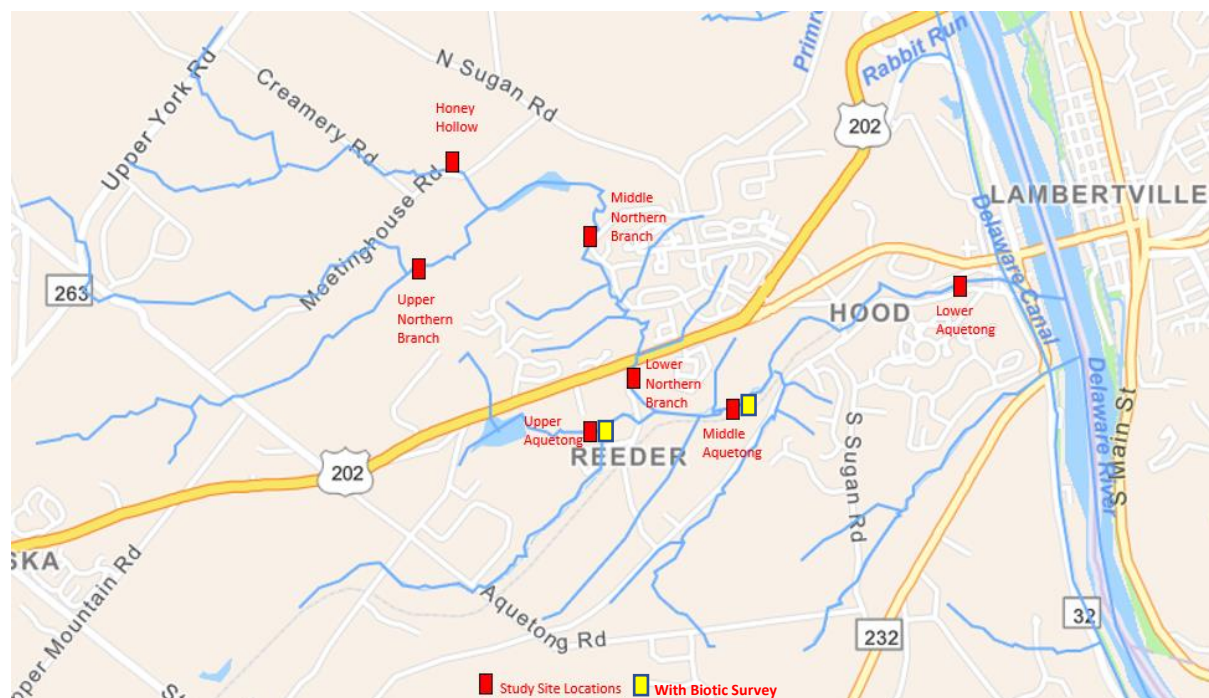 Upper York Rd
Creamery Rd
N Sugan Rd
Primro
Rabbit Run
202
Honey
Hollow
Meetinghouse Rd
Middle
Northern
Branch
LAMBERTVILLE
263
Upper
Northern
Branch
HOOD
Lower
Aquetong
Delaware Canal
Delaware River
S Main St
Lower
Northern
Branch
Upper
Aquetong
REEDER
Middle
Aquetong
S Sugan Rd
202
SKA
pper Mountain Rd
Aquetong Rd
232
32
Study Site Locations
With Biotic Survey